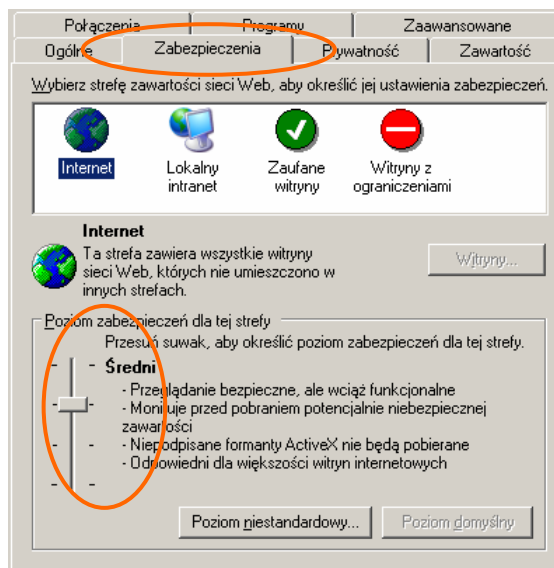 Połączenia Programy Zaawansowane
Ogólne Zabezpieczenia Prywatność Zawartość
Wybierz strefę zawartości sieci Web, aby określić jej ustawienia zabezpieczeń.
Internet
Lokalny
intranet
Zaufane
witryny
Witryny z
ograniczeniami
Internet
Ta strefa zawiera wszystkie witryny
sieci Web, których nie umieszczono w
innych strefach.
Witryny...
Poziom zabezpieczeń dla tej strefy
Przesuń suwak, aby określić poziom zabezpieczeń dla tej strefy.
Średni
- Przeglądanie bezpieczne, ale wciąż funkcjonalne
- Monituje przed pobraniem potencjalnie niebezpiecznej
zawartości
- Niepodpisane formanty ActiveX nie będą pobierane
- Odpowiedni dla większości witryn internetowych
Poziom niestandardowy... Poziom domyślny